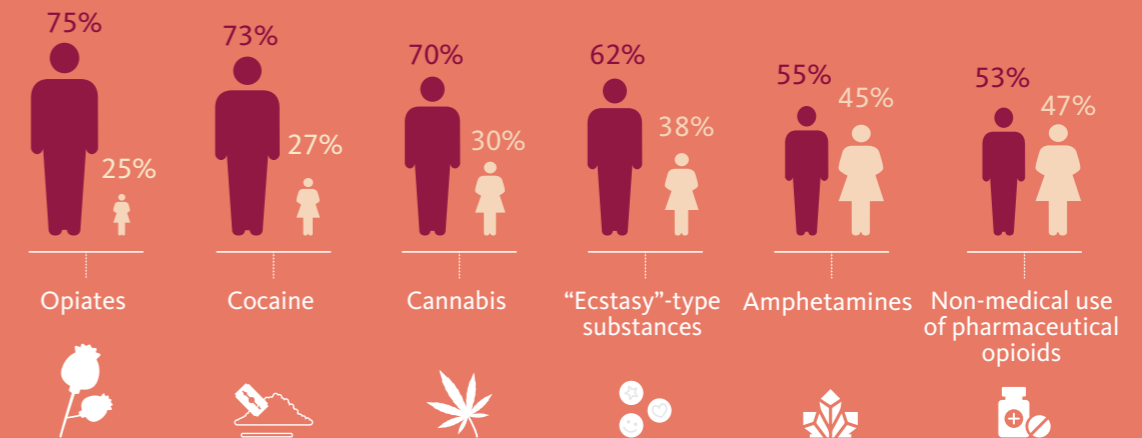 75%
25%
73%
27%
70%
30%
62%
38%
55%
45%
53%
47%
Opiates
Cocaine
Cannabis
“Ecstasy”-type
substances
Amphetamines
Non-medical use
of pharmaceutical
opioids